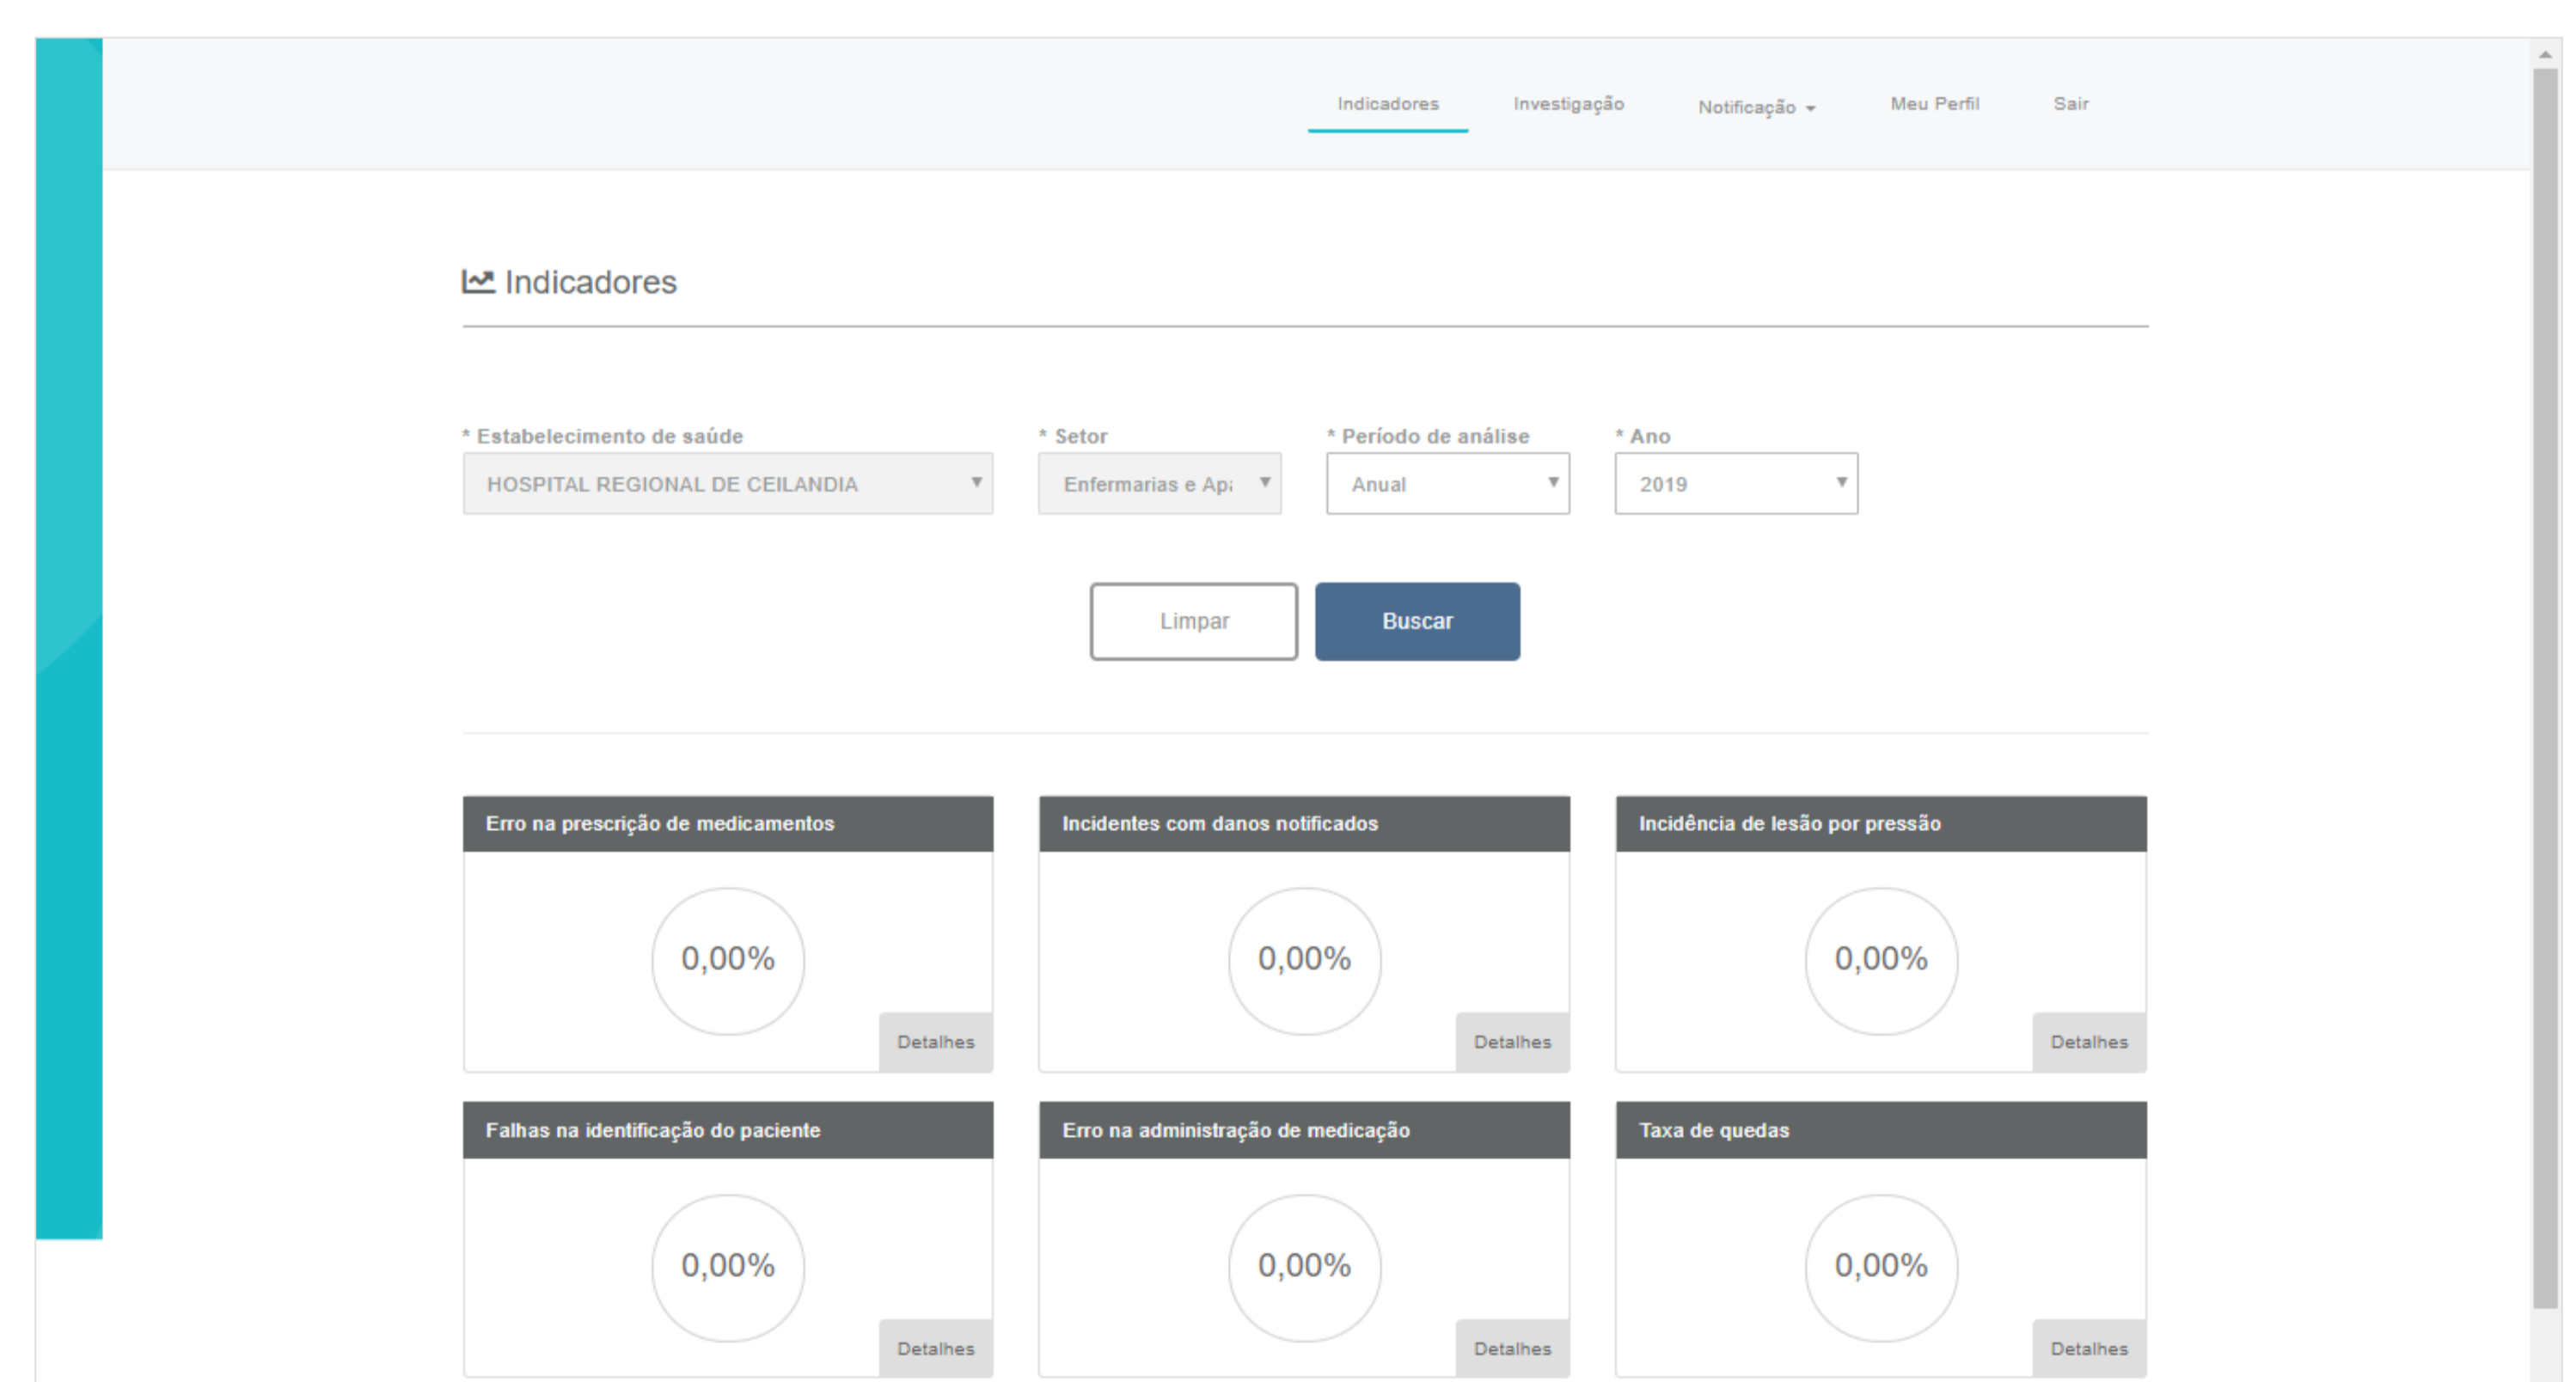 Indicadores Investigação Notificação Meu Perfil Sair
Indicadores
* Estabelecimento de saúde * Setor * Período de análise * Ano
HOSPITAL REGIONAL DE CEILANDIA Enfermarias e Anual 2019
Limpar Buscar
Erro na prescrição de medicamentos Incidentes com danos notificados Incidência de lesão por pressão
0,00% 0,00% 0,00%
Detalhes Detalhes Detalhes
Falhas na identificação do paciente Erro na administração de medicação Taxa de quedas
0,00% 0,00% 0,00%
Detalhes Detalhes Detalhes